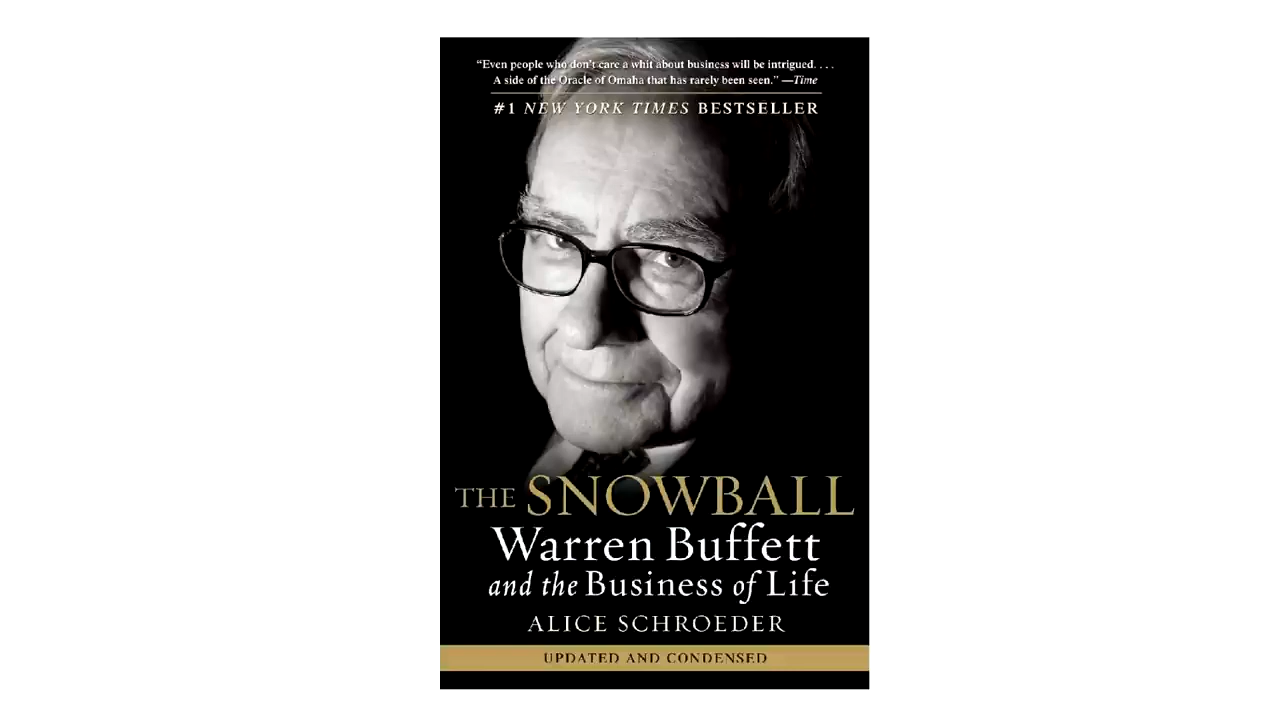 “Even people who don’t care a whit about business will be intrigued. . . .
A side of the Oracle of Omaha that has rarely been seen.” —Time
#1 NEW YORK TIMES BESTSELLER
THE SNOWBALL
Warren Buffett
and the Business of Life
ALICE SCHROEDER
UPDATED AND CONDENSED